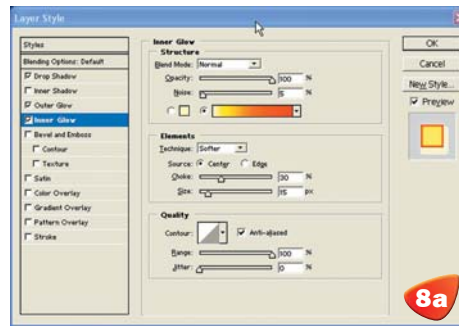 Layer Style
Styles
Blending Options: Default
Drop Shadow
Inner Shadow
Outer Glow
Inner Glow
Bevel and Emboss
Contour
Texture
Satin
Color Overlay
Gradient Overlay
Pattern Overlay
Stroke
Inner Glow
Structure
Blend Mode: Normal
Opacity: 100 %
Noise: 5 %
Elements
Technique: Softer
Source: Center Edge
Choke: 30 %
Size: 15 px
Quality
Contour: Anti-aliased
Range: 100 %
Jitter: 0 %
OK
Cancel
New Style...
Preview
8a